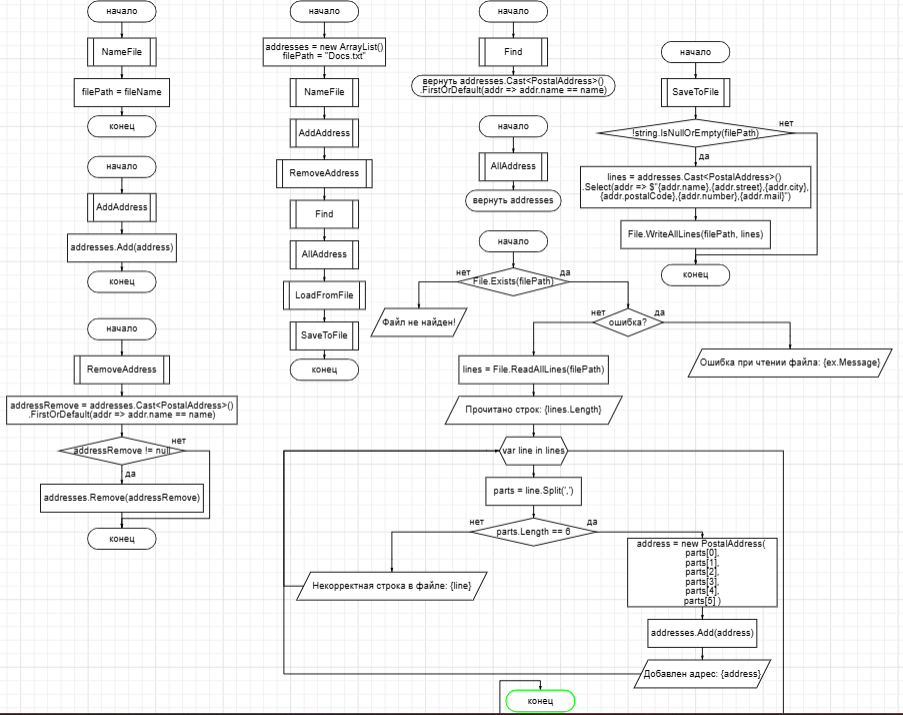 начало
NameFile
filePath = fileName
конец
начало
AddAddress
addresses.Add(address)
конец
начало
RemoveAddress
addressRemove = addresses.Cast<PostalAddress>()
.FirstOrDefault(addr => addr.name == name)
addressRemove != null
нет
да
addresses.Remove(addressRemove)
конец
начало
addresses = new ArrayList()
filePath = "Docs.txt"
NameFile
AddAddress
RemoveAddress
Find
AllAddress
LoadFromFile
SaveToFile
конец
начало
Find
вернуть addresses.Cast<PostalAddress>()
.FirstOrDefault(addr => addr.name == name)
начало
AllAddress
вернуть addresses
начало
SaveToFile
!string.IsNullOrEmpty(filePath)
нет
да
lines = addresses.Cast<PostalAddress>()
.Select(addr => $"{addr.name},{addr.street},{addr.city},
{addr.postalCode},{addr.number},{addr.mail}")
File.WriteAllLines(filePath, lines)
конец
начало
нет
File.Exists(filePath)
да
Файл не найден!
нет
ошибка?
да
lines = File.ReadAllLines(filePath)
Ошибка при чтении файла: {ex.Message}
Прочитано строк: {lines.Length}
var line in lines
parts = line.Split(',')
нет
parts.Length == 6
да
Некорректная строка в файле: {line}
address = new PostalAddress(
parts[0],
parts[1],
parts[2],
parts[3],
parts[4],
parts[5] )
addresses.Add(address)
Добавлен адрес: {address}
конец